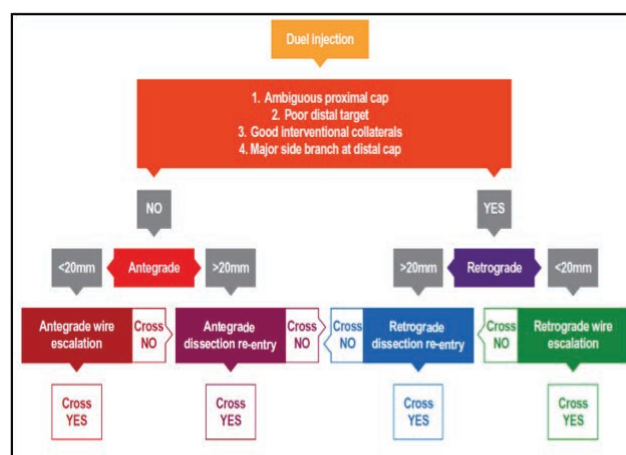 Duel injection
1. Ambiguous proximal cap
2. Poor distal target
3. Good interventional collaterals
4. Major side branch at distal cap
NO
YES
<20mm
Antegrade
>20mm
>20mm
Retrograde
<20mm
Antegrade wire
escalation
Cross
NO
Antegrade
dissection re-entry
Cross
NO
Cross
NO
Retrograde
dissection re-entry
Cross
NO
Retrograde wire
escalation
Cross
YES
Cross
YES
Cross
YES
Cross
YES